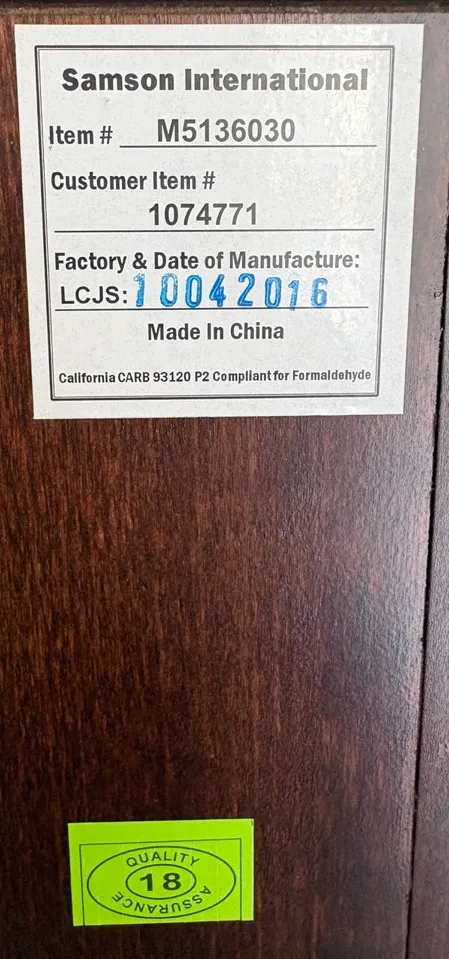 Samson International
Item # M5136030
Customer Item #
1074771
Factory & Date of Manufacture:
LCJS: 10042016
Made In China
California CARB 93120 P2 Compliant for Formaldehyde
QUALITY
18
ASSURANCE